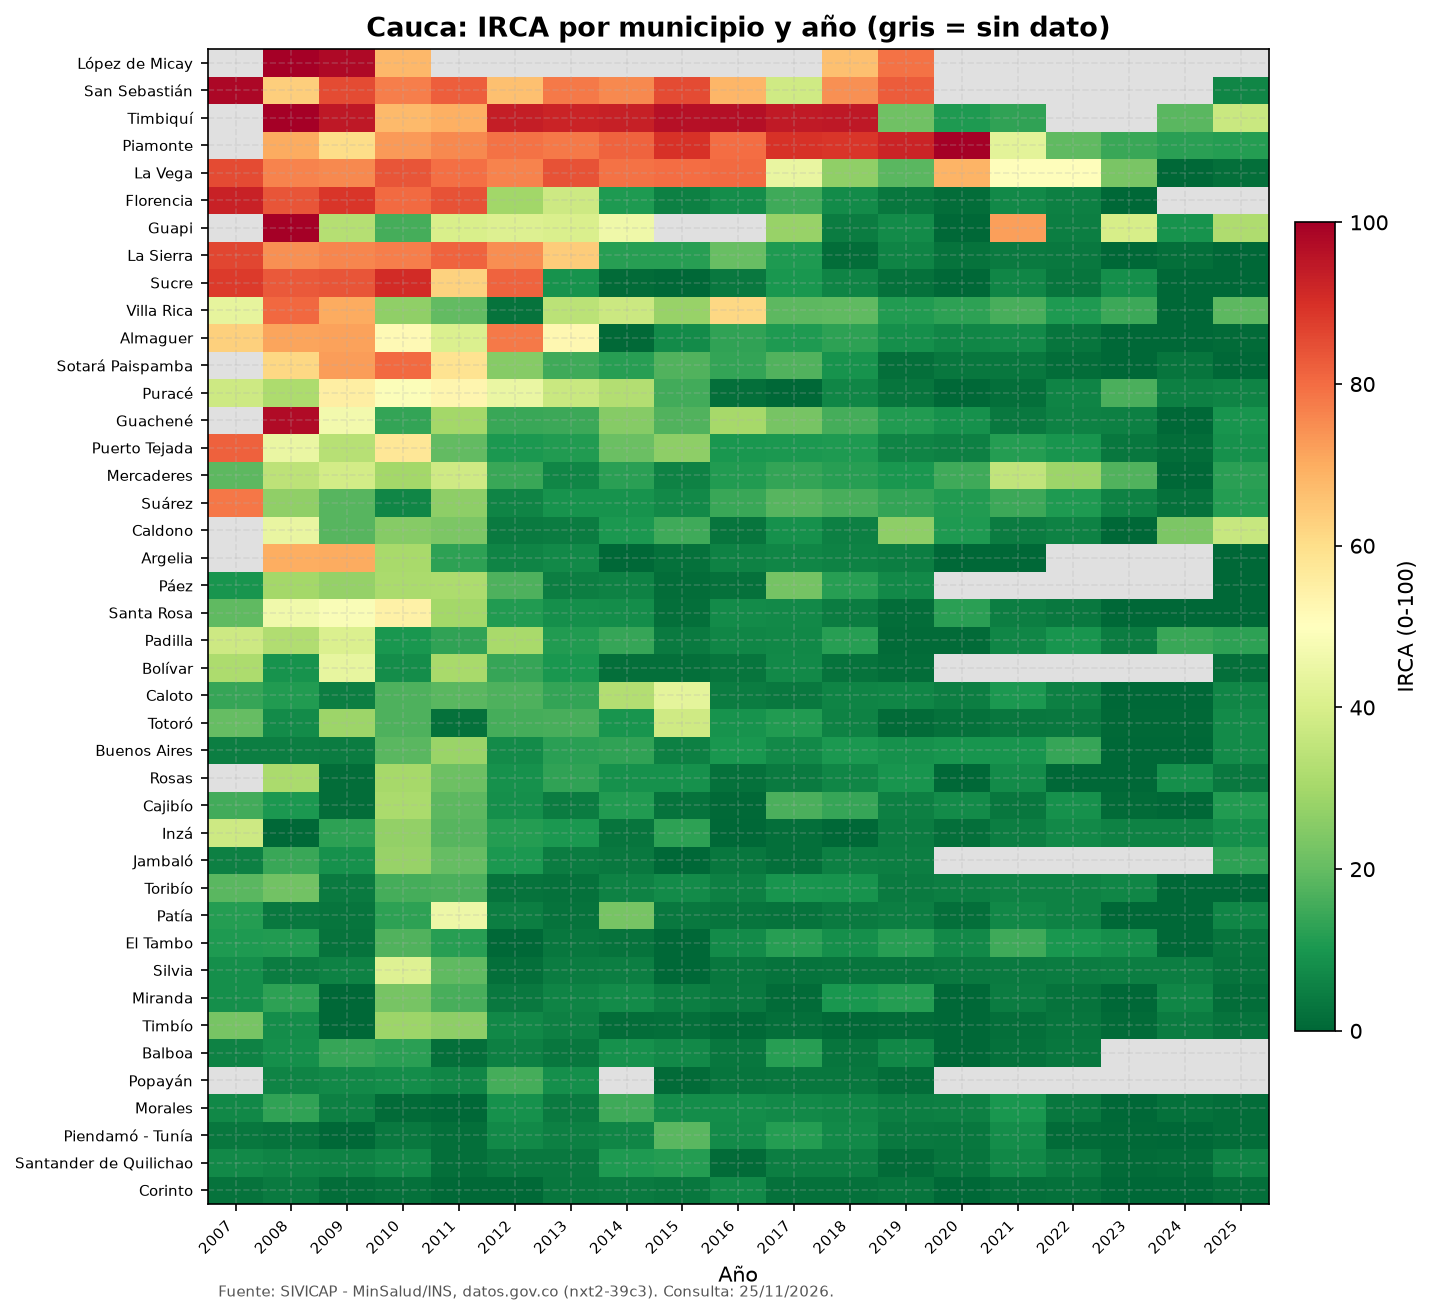 Cauca: IRCA por municipio y año (gris = sin dato)
López de Micay
San Sebastián
Timbiquí
Piamonte
La Vega
Florencia
Guapi
La Sierra
Sucre
Villa Rica
Almaguer
Sotará Paispamba
Puracé
Guachené
Puerto Tejada
Mercaderes
Suárez
Caldono
Argelia
Páez
Santa Rosa
Padilla
Bolívar
Caloto
Totoró
Buenos Aires
Rosas
Cajibío
Inzá
Jambaló
Toribío
Patía
El Tambo
Silvia
Miranda
Timbío
Balboa
Popayán
Morales
Piendamó - Tunía
Santander de Quilichao
Corinto
2007 2008 2009 2010 2011 2012 2013 2014 2015 2016 2017 2018 2019 2020 2021 2022 2023 2024 2025
Año
100
80
60
40
20
0
IRCA (0-100)
Fuente: SIVICAP - MinSalud/INS, datos.gov.co (nxt2-39c3). Consulta: 25/11/2026.